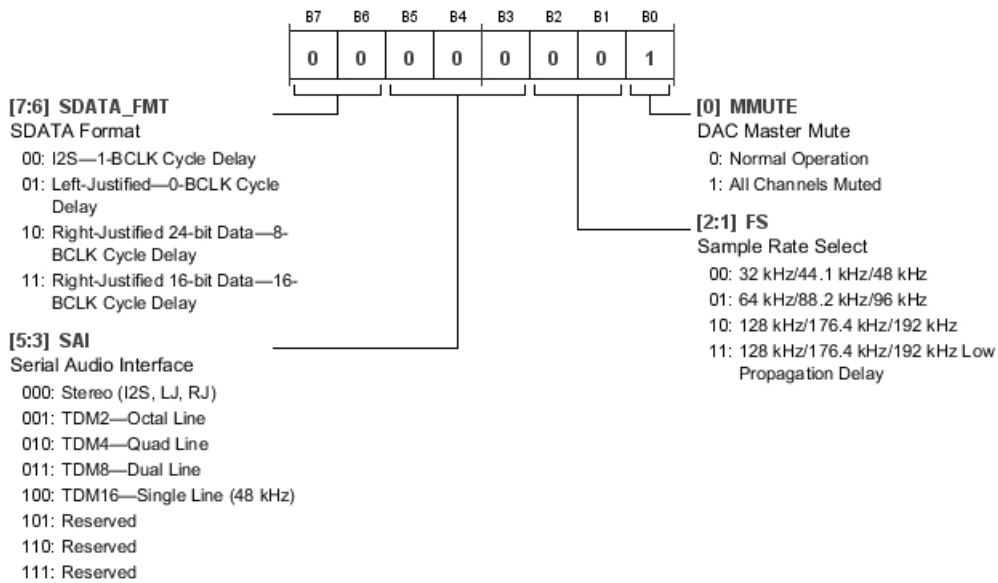 B7 B6 B5 B4 B3 B2 B1 B0
0 0 0 0 0 0 0 1
[7:6] SDATA_FMT
SDATA Format
00: I2S—1-BCLK Cycle Delay
01: Left-Justified—0-BCLK Cycle
Delay
10: Right-Justified 24-bit Data—8-
BCLK Cycle Delay
11: Right-Justified 16-bit Data—16-
BCLK Cycle Delay
[5:3] SAI
Serial Audio Interface
000: Stereo (I2S, LJ, RJ)
001: TDM2—Octal Line
010: TDM4—Quad Line
011: TDM8—Dual Line
100: TDM16—Single Line (48 kHz)
101: Reserved
110: Reserved
111: Reserved
[0] MMUTE
DAC Master Mute
0: Normal Operation
1: All Channels Muted
[2:1] FS
Sample Rate Select
00: 32 kHz/44.1 kHz/48 kHz
01: 64 kHz/88.2 kHz/96 kHz
10: 128 kHz/176.4 kHz/192 kHz
11: 128 kHz/176.4 kHz/192 kHz Low
Propagation Delay